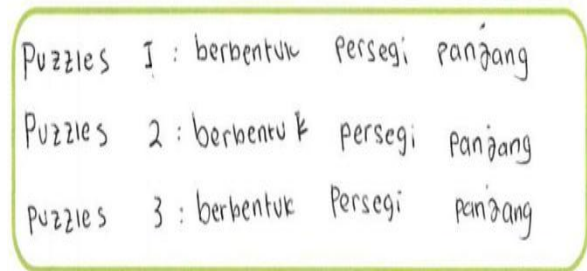 Puzzles I : berbentuk persegi panjang
Puzzles 2 : berbentuk persegi panjang
Puzzles 3 : berbentuk Persegi panjang